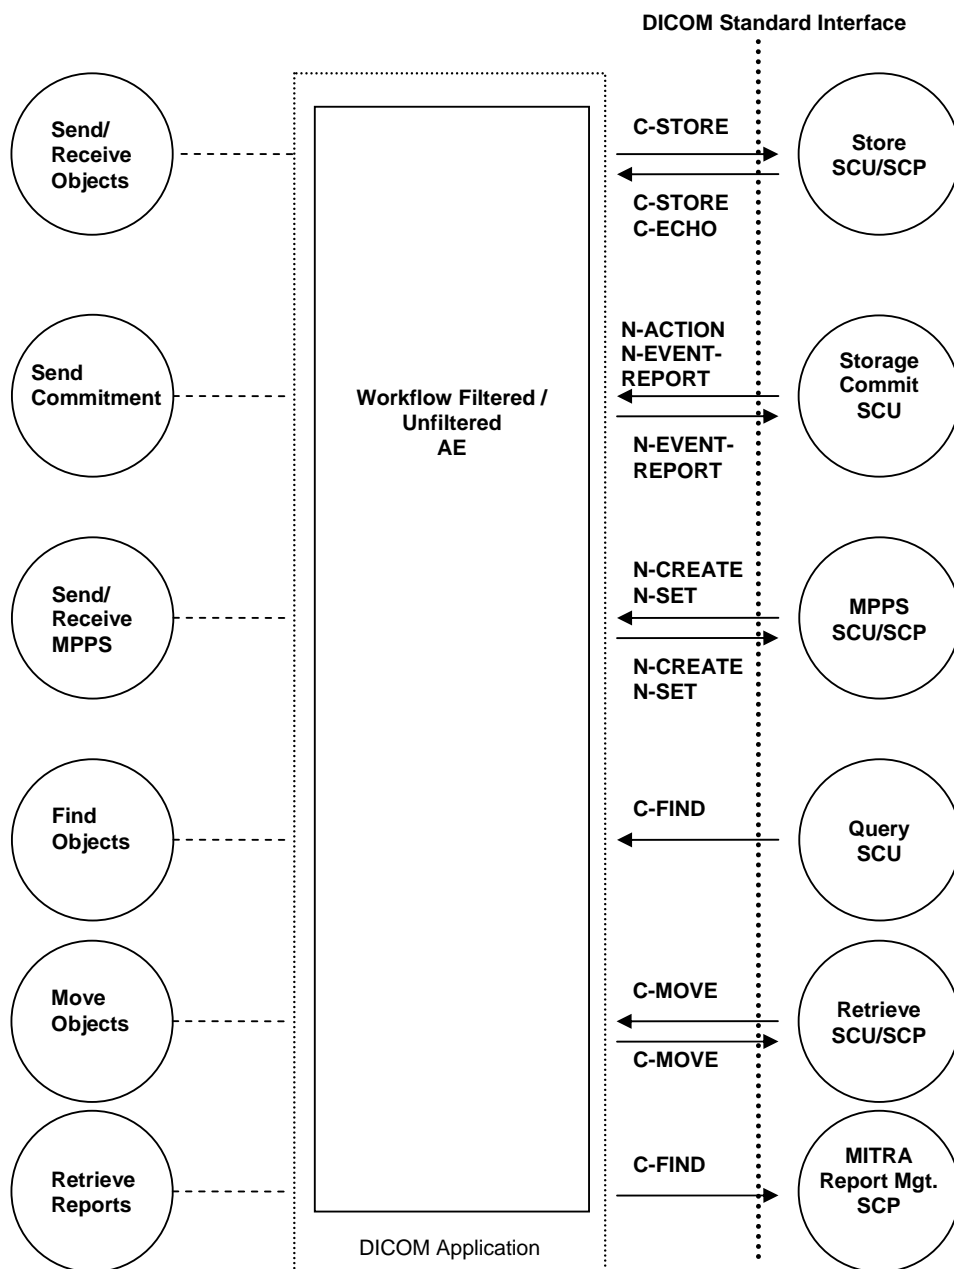 DICOM Standard Interface
Send/
Receive
Objects
C-STORE
C-STORE
C-ECHO
Store
SCU/SCP
Send
Commitment
Workflow Filtered /
Unfiltered
AE
N-ACTION
N-EVENT-
REPORT
N-EVENT-
REPORT
Storage
Commit
SCU
Send/
Receive
MPPS
N-CREATE
N-SET
N-CREATE
N-SET
MPPS
SCU/SCP
Find
Objects
C-FIND
Query
SCU
Move
Objects
C-MOVE
C-MOVE
Retrieve
SCU/SCP
Retrieve
Reports
C-FIND
MITRA
Report Mgt.
SCP
DICOM Application